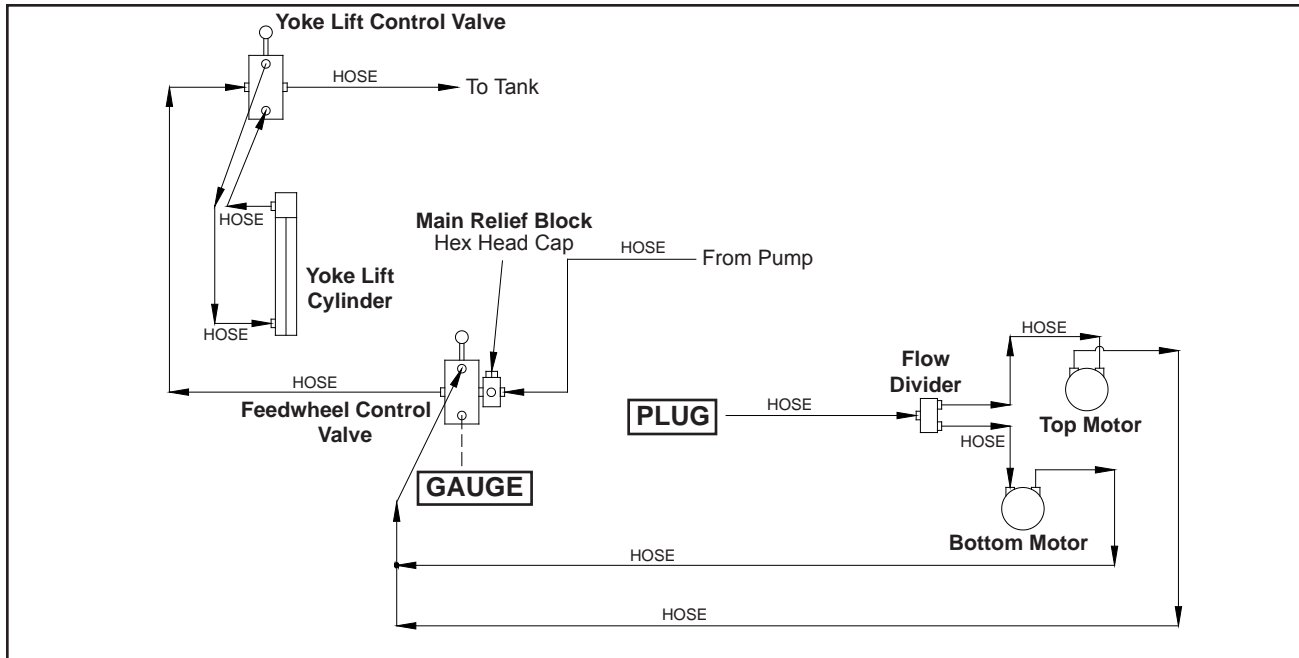 Yoke Lift Control Valve
HOSE
To Tank
HOSE
Main Relief Block
Hex Head Cap
HOSE
From Pump
Yoke Lift
Cylinder
HOSE
HOSE
Flow
Divider
HOSE
Feedwheel Control
Valve
PLUG
HOSE
Top Motor
HOSE
GAUGE
Bottom Motor
HOSE
HOSE